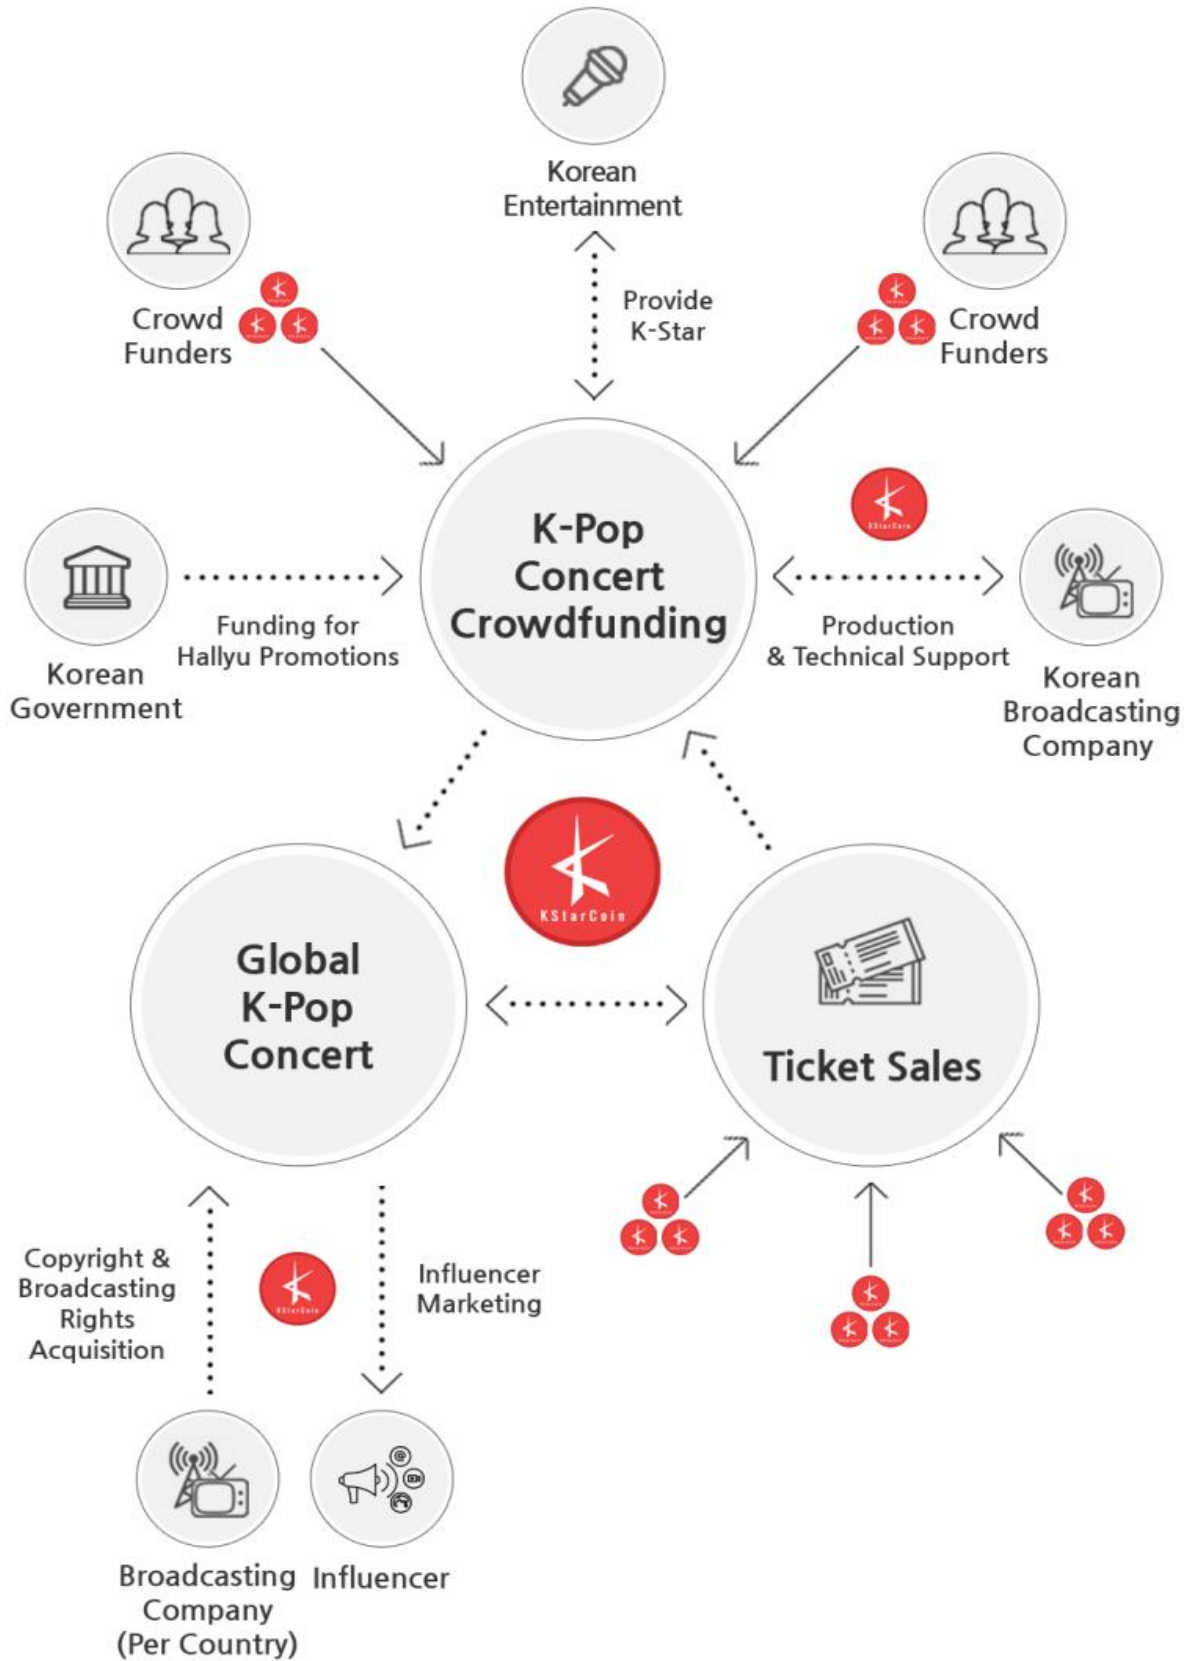 Korean
Entertainment
Crowd
Funders
Provide
K-Star
Crowd
Funders
K-Pop
Concert
Crowdfunding
KStarCoin
Funding for
Hallyu Promotions
Korean
Government
Production
& Technical Support
Korean
Broadcasting
Company
KStarCoin
Global
K-Pop
Concert
Ticket Sales
Copyright &
Broadcasting
Rights
Acquisition
KStarCoin
Influencer
Marketing
Broadcasting
Company
(Per Country)
Influencer